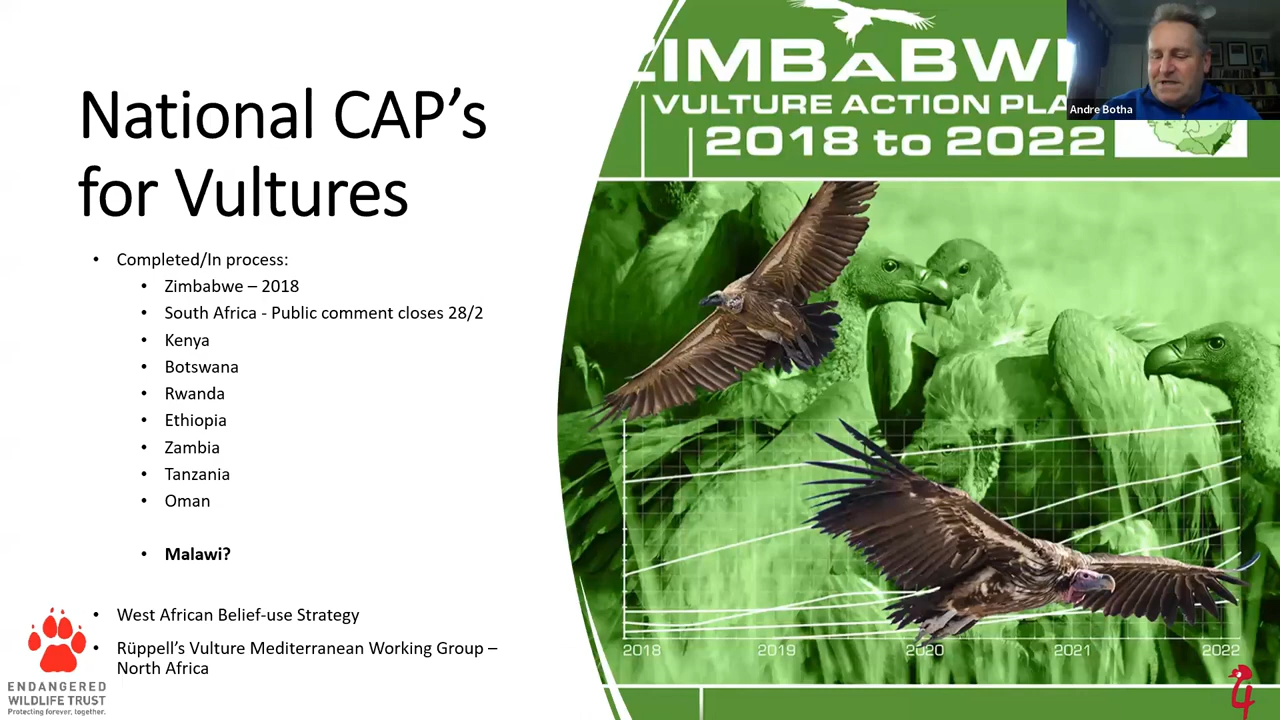 National CAP’s
for Vultures
• Completed/In process:
• Zimbabwe – 2018
• South Africa - Public comment closes 28/2
• Kenya
• Botswana
• Rwanda
• Ethiopia
• Zambia
• Tanzania
• Oman
• Malawi?
• West African Belief-use Strategy
• Rüppell’s Vulture Mediterranean Working Group –
North Africa
ENDANGERED
WILDLIFE TRUST
Protecting forever, together.
ZIMBABWE
VULTURE ACTION PLA
2018 to 2022
Andre Botha
2018 2019 2020 2021 2022